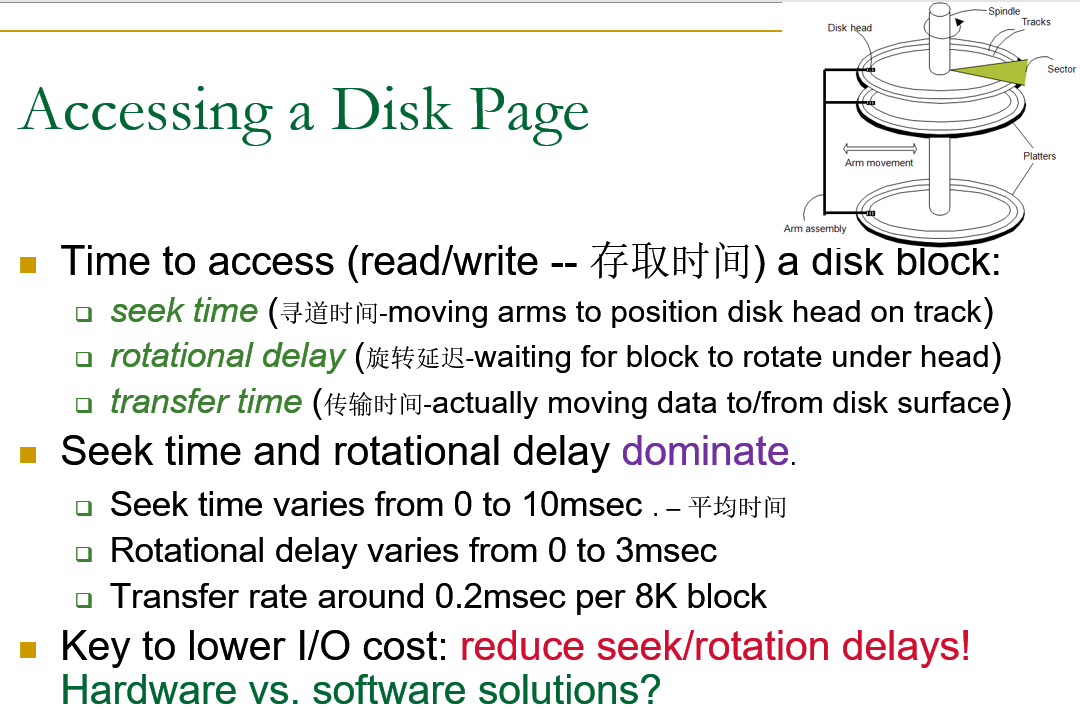 Spindle
Tracks
Disk head
Sector
Accessing a Disk Page
Arm movement
Platters
Arm assembly
Time to access (read/write -- 存取时间) a disk block:
seek time (寻道时间-moving arms to position disk head on track)
rotational delay (旋转延迟-waiting for block to rotate under head)
transfer time (传输时间-actually moving data to/from disk surface)
Seek time and rotational delay dominate.
Seek time varies from 0 to 10msec . – 平均时间
Rotational delay varies from 0 to 3msec
Transfer rate around 0.2msec per 8K block
Key to lower I/O cost: reduce seek/rotation delays!
Hardware vs. software solutions?